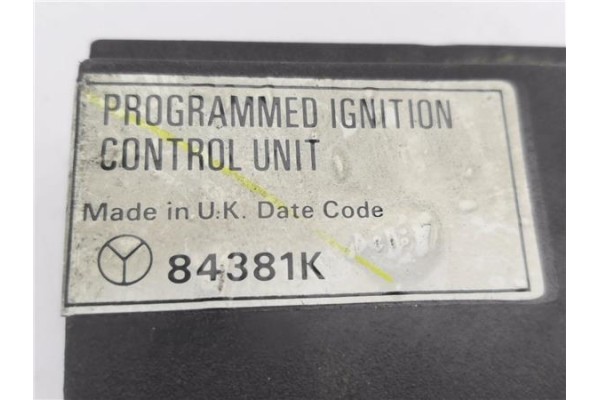 PROGRAMMED IGNITION
CONTROL UNIT
Made in U.K. Date Code
84381K